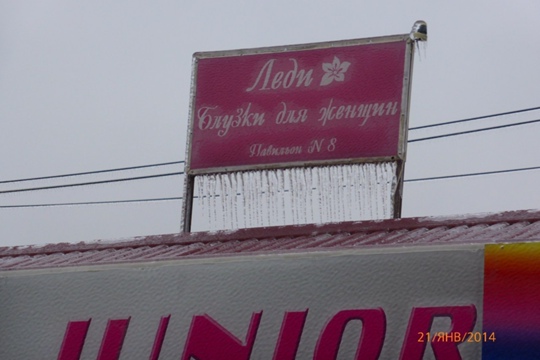 Леди
Блузки для женщин
Павильон N 8
JUNIOR
21/ЯНВ/2014